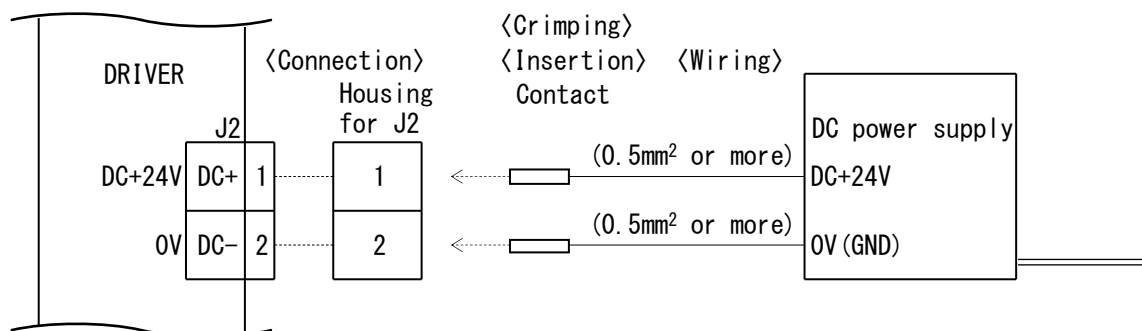 〈Crimping〉
DRIVER
〈Connection〉
〈Insertion〉
〈Wiring〉
Housing
for J2
Contact
J2
DC power supply
(0.5mm² or more)
DC+24V
DC+
1
1
DC+24V
(0.5mm² or more)
0V
DC-
2
2
0V(GND)